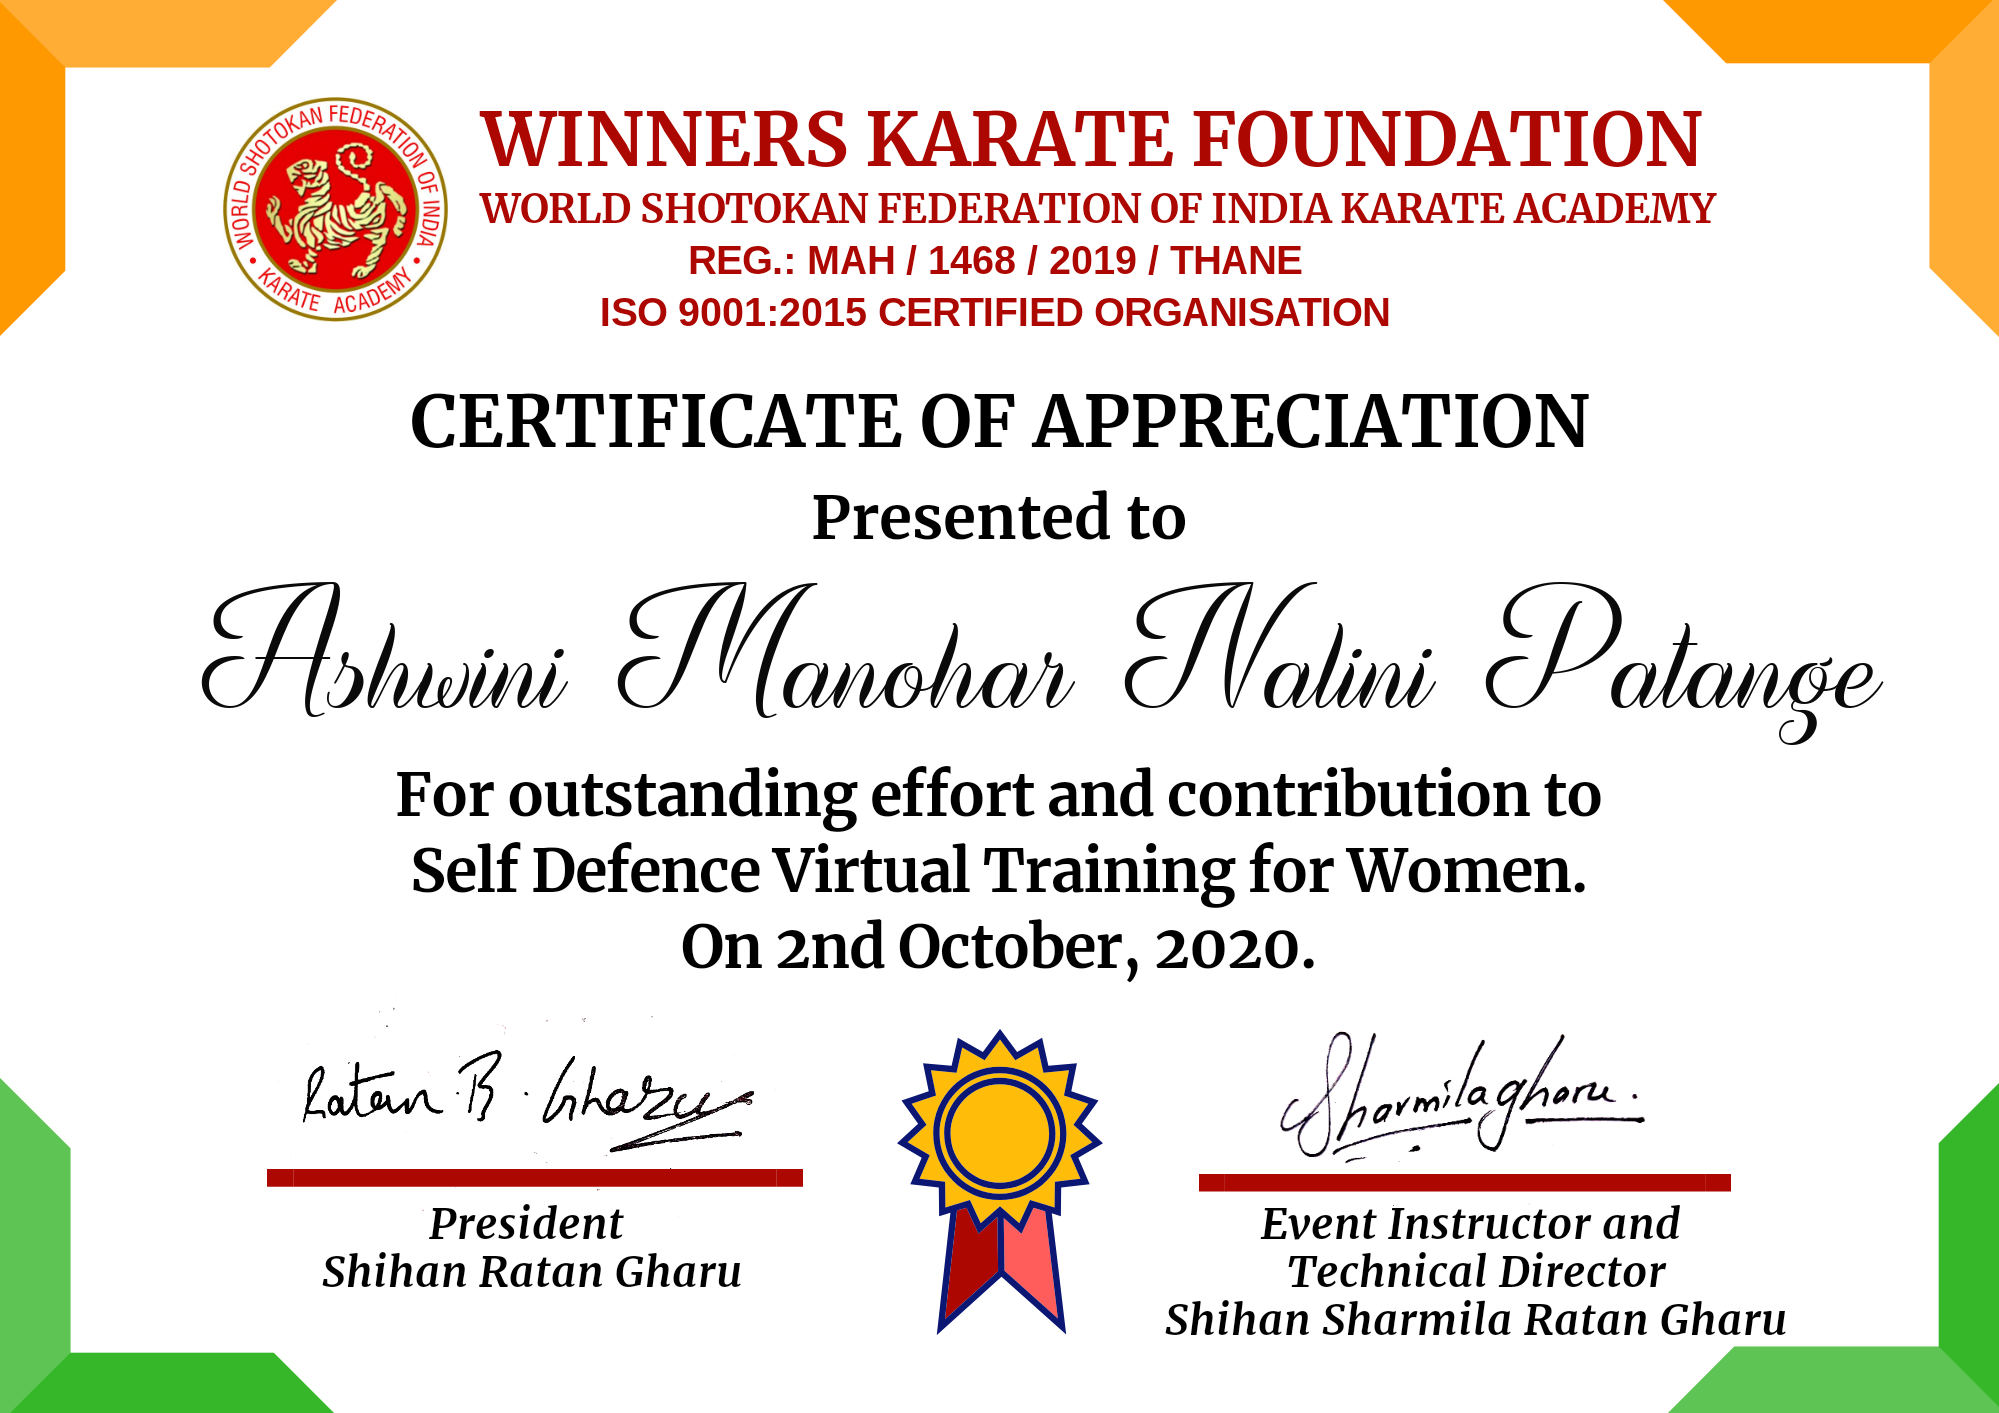 WORLD SHOTOKAN FEDERATION OF INDIA
• KARATE ACADEMY •
WINNERS KARATE FOUNDATION
WORLD SHOTOKAN FEDERATION OF INDIA KARATE ACADEMY
REG.: MAH / 1468 / 2019 / THANE
ISO 9001:2015 CERTIFIED ORGANISATION
CERTIFICATE OF APPRECIATION
Presented to
Ashwini Manohar Nalini Patange
For outstanding effort and contribution to
Self Defence Virtual Training for Women.
On 2nd October, 2020.
Ratan B. Gharu
Sharmilagharu.
President
Shihan Ratan Gharu
Event Instructor and
Technical Director
Shihan Sharmila Ratan Gharu